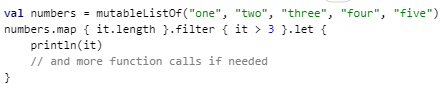 val numbers = mutableListOf("one", "two", "three", "four", "five")
numbers.map { it.length }.filter { it > 3 }.let {
    println(it)
    // and more function calls if needed
}